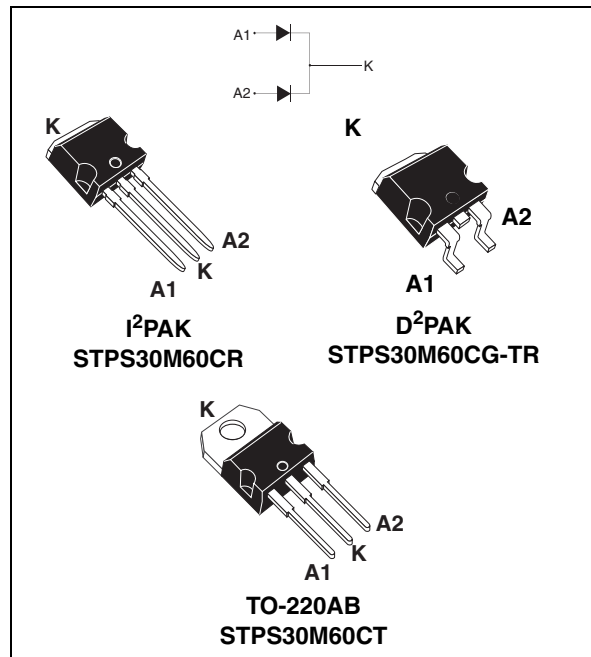 A1
K
A2
K
A2
K
A1
I²PAK
STPS30M60CR
K
A2
A1
D²PAK
STPS30M60CG-TR
K
A2
K
A1
TO-220AB
STPS30M60CT